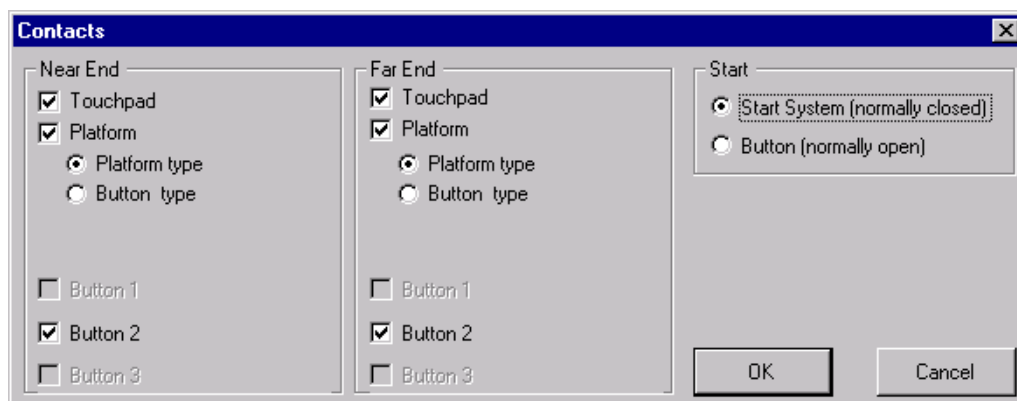 Contacts
Near End
Touchpad
Platform
Platform type
Button type
Button 1
Button 2
Button 3
Far End
Touchpad
Platform
Platform type
Button type
Button 1
Button 2
Button 3
Start
Start System (normally closed)
Button (normally open)
OK
Cancel